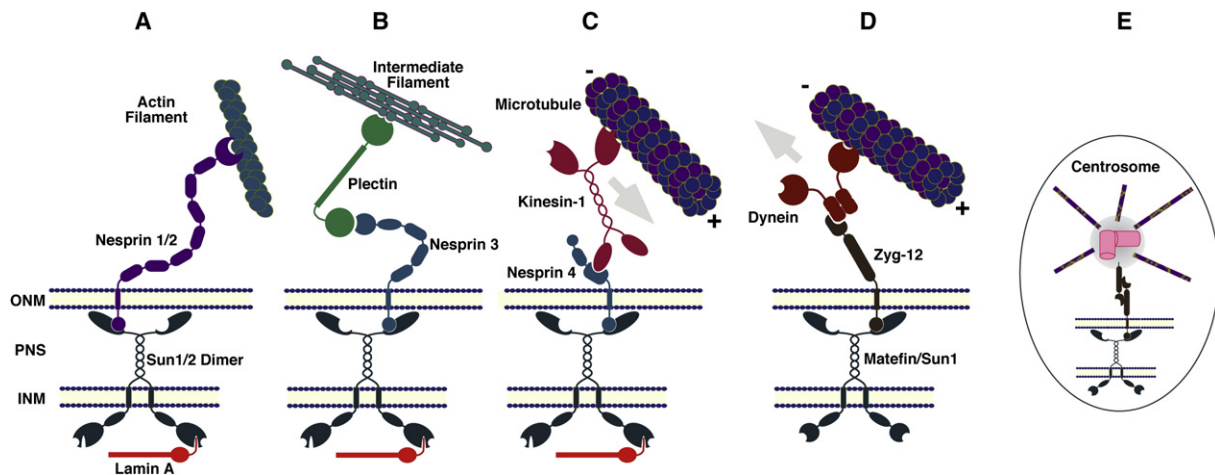 A
B
C
D
E
Actin
Filament
Nesprin 1/2
Intermediate
Filament
Plectin
Nesprin 3
-
Microtubule
Kinesin-1
+
Nesprin 4
-
Dynein
+
Zyg-12
Centrosome
ONM
PNS
INM
Sun1/2 Dimer
Matefin/Sun1
Lamin A